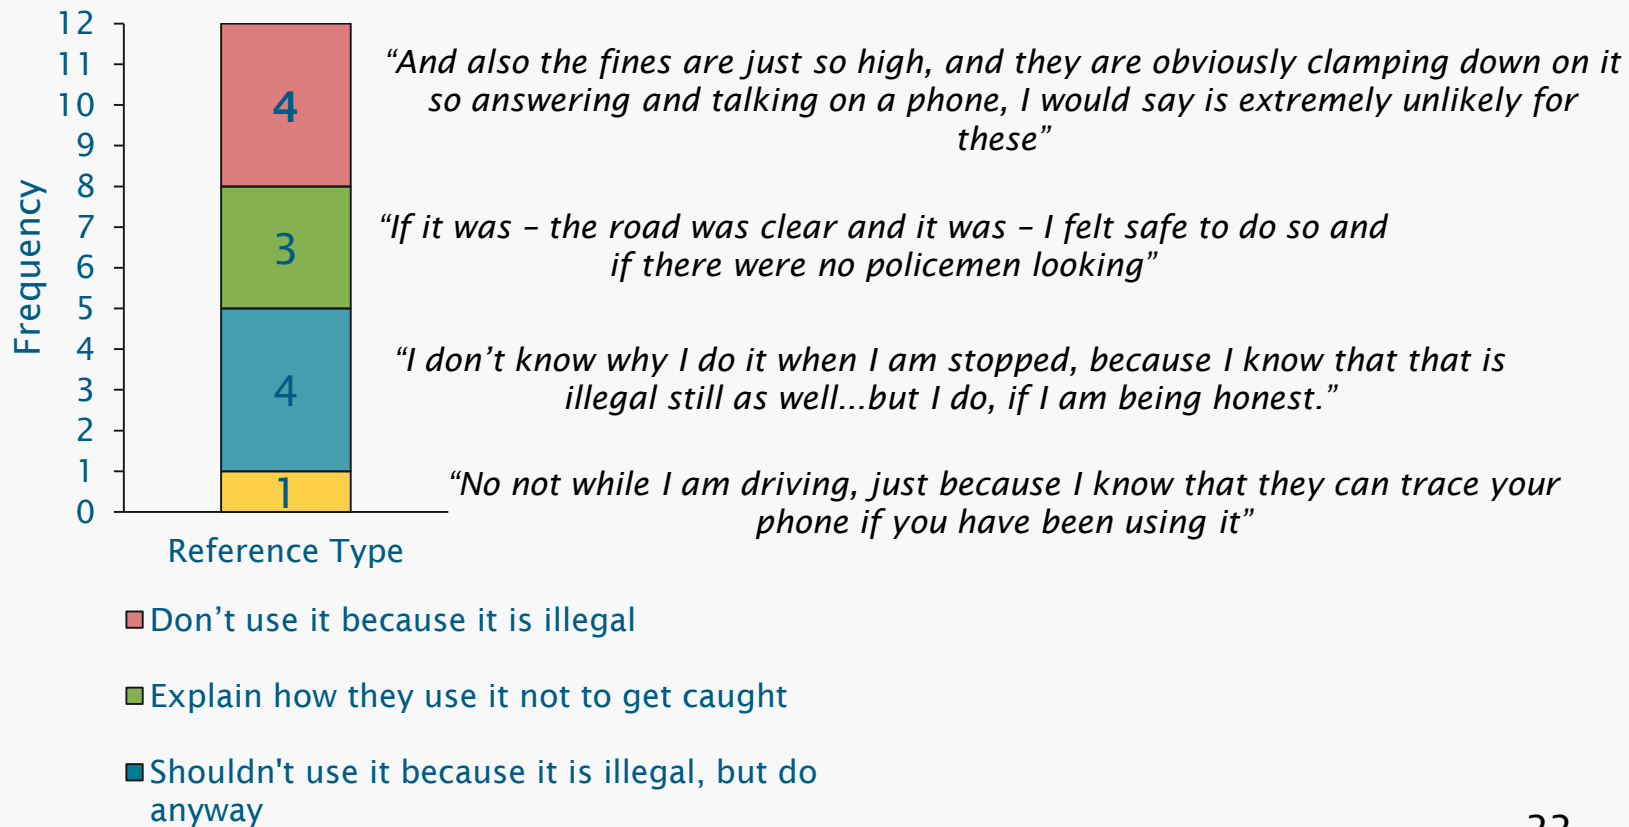 12
11
10
9
8
7
6
5
4
3
2
1
0
Frequency
4
3
4
1
Reference Type
“And also the fines are just so high, and they are obviously clamping down on it
so answering and talking on a phone, I would say is extremely unlikely for
these”
“If it was – the road was clear and it was – I felt safe to do so and
if there were no policemen looking”
“I don’t know why I do it when I am stopped, because I know that that is
illegal still as well...but I do, if I am being honest.”
“No not while I am driving, just because I know that they can trace your
phone if you have been using it”
Don’t use it because it is illegal
Explain how they use it not to get caught
Shouldn't use it because it is illegal, but do
anyway